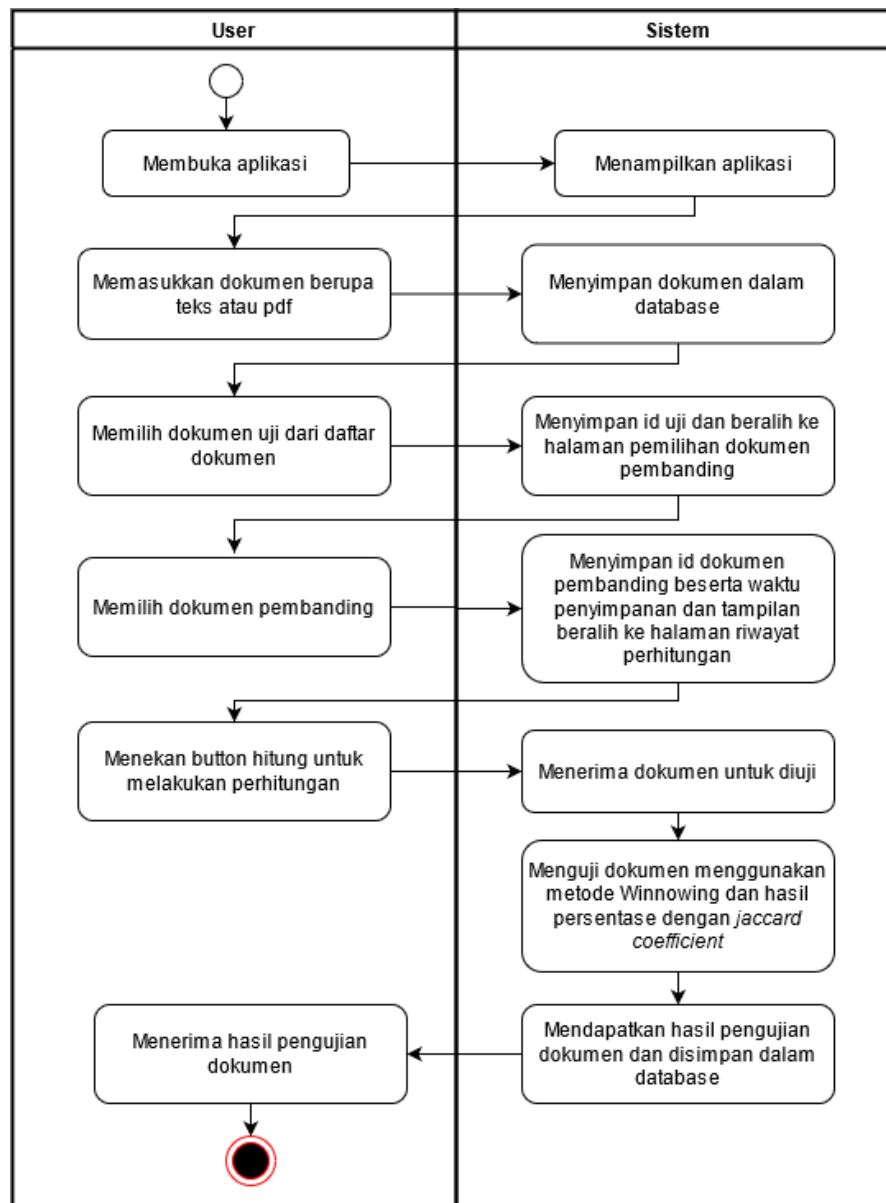 User
Sistem
Membuka aplikasi
Menampilkan aplikasi
Memasukkan dokumen berupa
teks atau pdf
Menyimpan dokumen dalam
database
Memilih dokumen uji dari daftar
dokumen
Menyimpan id uji dan beralih ke
halaman pemilihan dokumen
pembanding
Memilih dokumen pembanding
Menyimpan id dokumen
pembanding beserta waktu
penyimpanan dan tampilan
beralih ke halaman riwayat
perhitungan
Menekan button hitung untuk
melakukan perhitungan
Menerima dokumen untuk diuji
Menguji dokumen menggunakan
metode Winnowing dan hasil
persentase dengan jaccard
coefficient
Mendapatkan hasil pengujian
dokumen dan disimpan dalam
database
Menerima hasil pengujian
dokumen